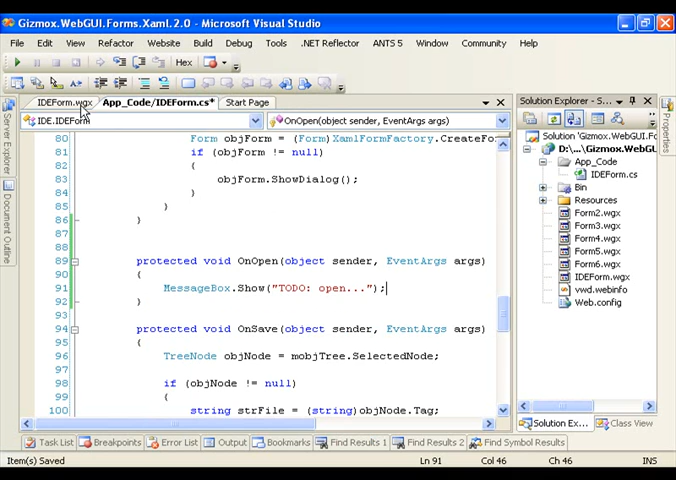 Gizmox.WebGUI.Forms.Xaml.2.0 - Microsoft Visual Studio
File Edit View Refactor Website Build Debug Tools .NET Reflector ANTS 5 Window Community Help
Hex
IDEForm.wgx App_Code/IDEForm.cs* Start Page
IDE.IDEForm OnOpen(object sender, EventArgs args)
80 Form objForm = (Form)XamlFormFactory.CreateFo
81 if (objForm != null)
82 {
83 objForm.ShowDialog();
84 }
85 }
86 }
87
88
89 protected void OnOpen(object sender, EventArgs args)
90 {
91 MessageBox.Show("TODO: open...");
92 }
93
94 protected void OnSave(object sender, EventArgs args)
95 {
96 TreeNode objNode = mobjTree.SelectedNode;
97
98 if (objNode != null)
99 {
100 string strFile = (string)objNode.Tag;
Server Explorer
Document Outline
Solution Explorer - S...
Solution 'Gizmox.WebGU
D:\...\Gizmox.WebGU
App_Code
IDEForm.cs
Bin
Resources
Form2.wgx
Form3.wgx
Form4.wgx
Form5.wgx
Form6.wgx
IDEForm.wgx
vwd.webinfo
Web.config
Solution Ex... Class View
Properties
Task List Breakpoints Error List Output Bookmarks Find Results 1 Find Results 2 Find Symbol Results
Item(s) Saved Ln 91 Col 46 Ch 46 INS